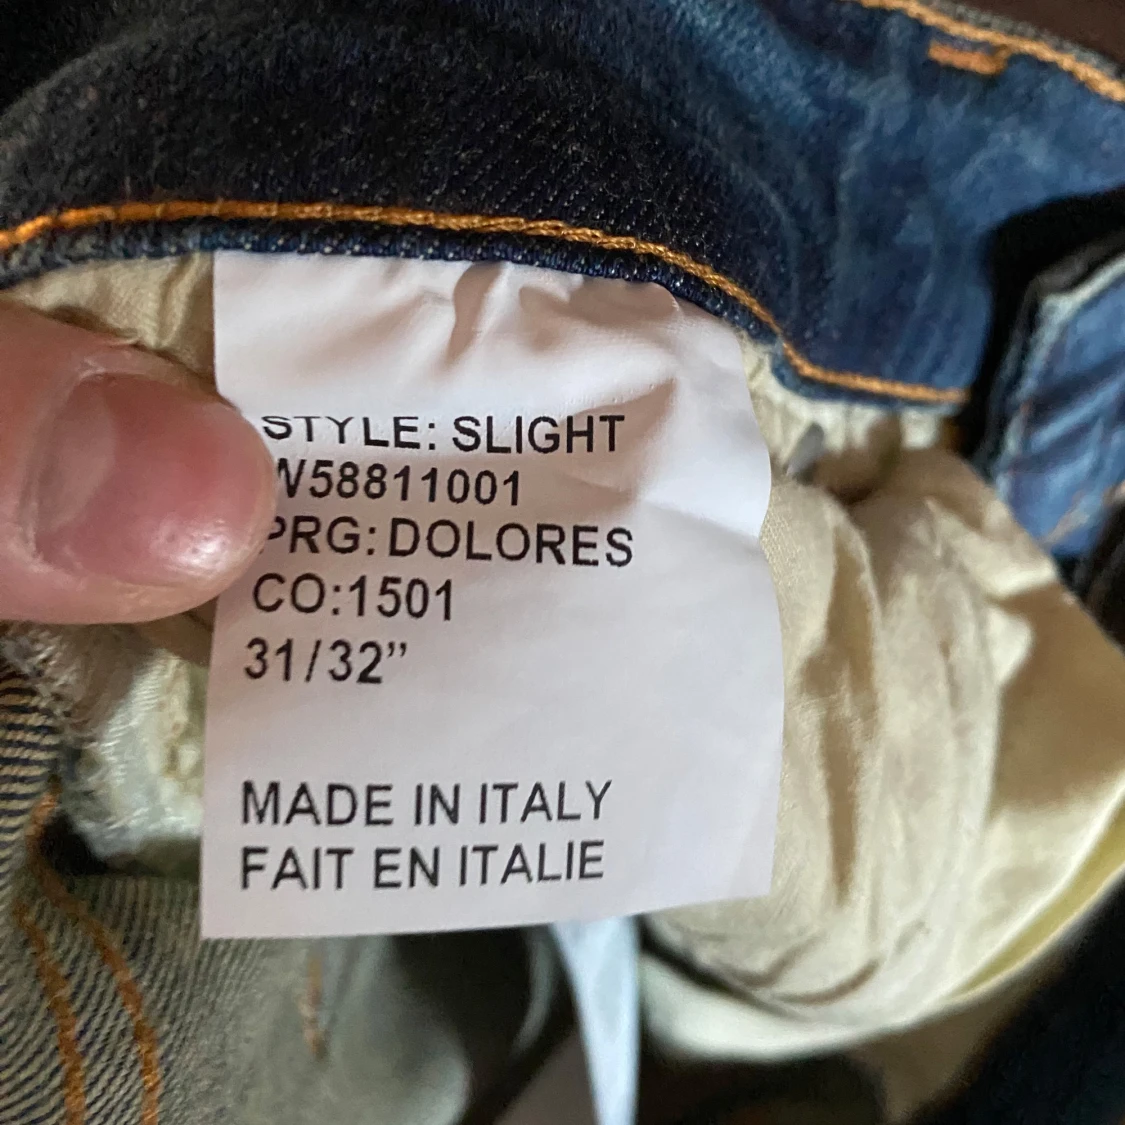 STYLE: SLIGHT
W58811001
PRG: DOLORES
CO:1501
31/32”
MADE IN ITALY
FAIT EN ITALIE